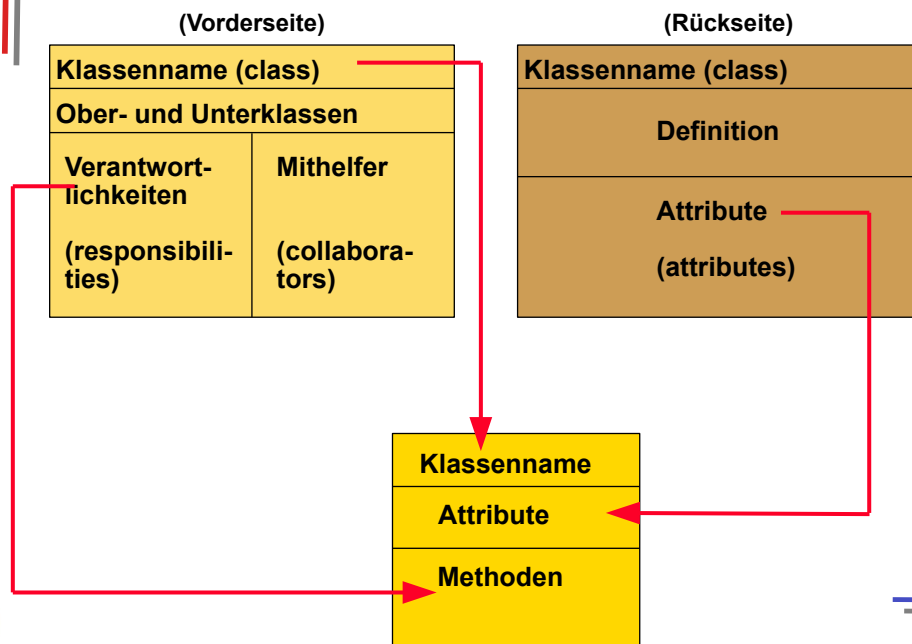 (Vorderseite)
Klassenname (class)
Ober- und Unterklassen
Verantwort-
lichkeiten
(responsibili-
ties)
Mithelfer
(collabora-
tors)
(Rückseite)
Klassenname (class)
Definition
Attribute
(attributes)
Klassenname
Attribute
Methoden